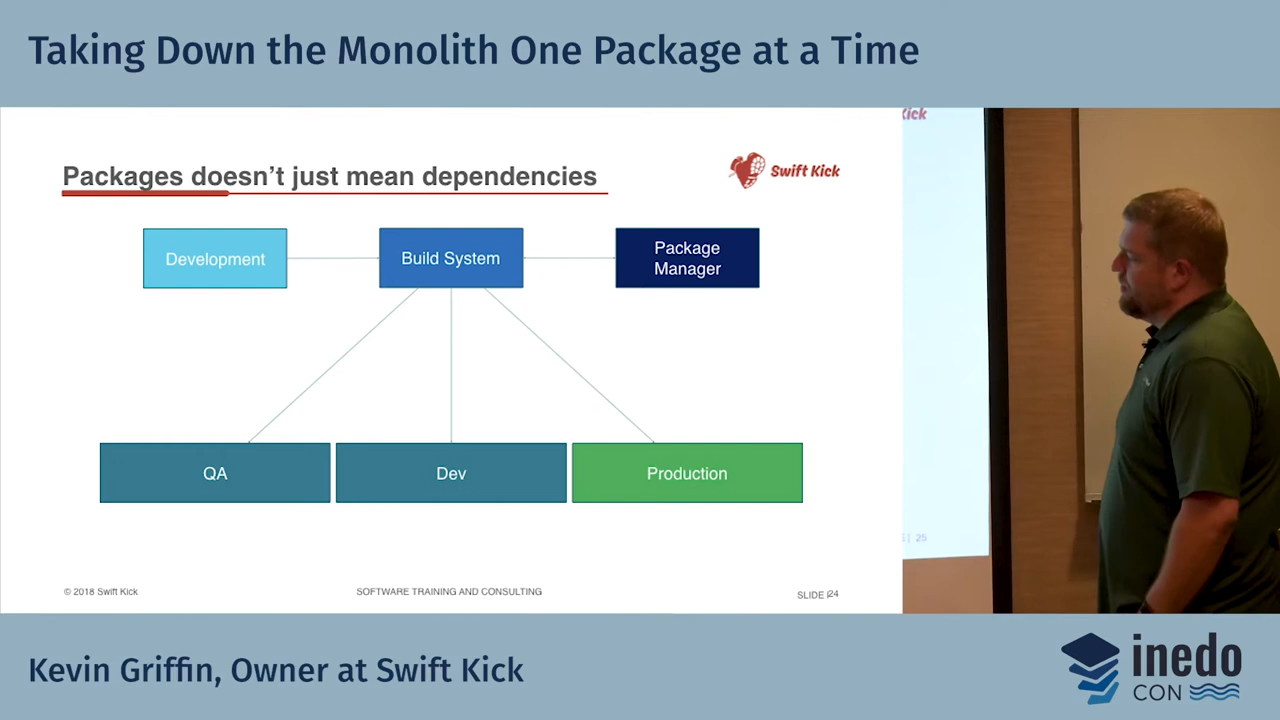 Taking Down the Monolith One Package at a Time
Packages doesn't just mean dependencies
Swift Kick
Kick
Development
Build System
Package
Manager
QA
Dev
Production
| 25
© 2018 Swift Kick
SOFTWARE TRAINING AND CONSULTING
SLIDE |24
Kevin Griffin, Owner at Swift Kick
inedo
CON